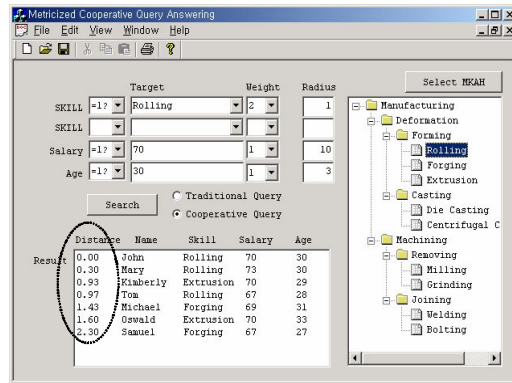 Metricized Cooperative Query Answering
File Edit View Window Help
Select MKAH
Target Weight Radius
SKILL =1? Rolling 2 1
SKILL
Salary =1? 70 1 10
Age =1? 30 1 3
Search
Traditional Query
Cooperative Query
Distance Name Skill Salary Age
Result
0.00 John Rolling 70 30
0.30 Mary Rolling 73 30
0.93 Kimberly Extrusion 70 29
0.97 Tom Rolling 67 28
1.43 Michael Forging 69 31
1.60 Oswald Extrusion 70 33
2.30 Samuel Forging 67 27
Manufacturing
Deformation
Forming
Rolling
Forging
Extrusion
Casting
Die Casting
Centrifugal C
Machining
Removing
Milling
Grinding
Joining
Welding
Bolting